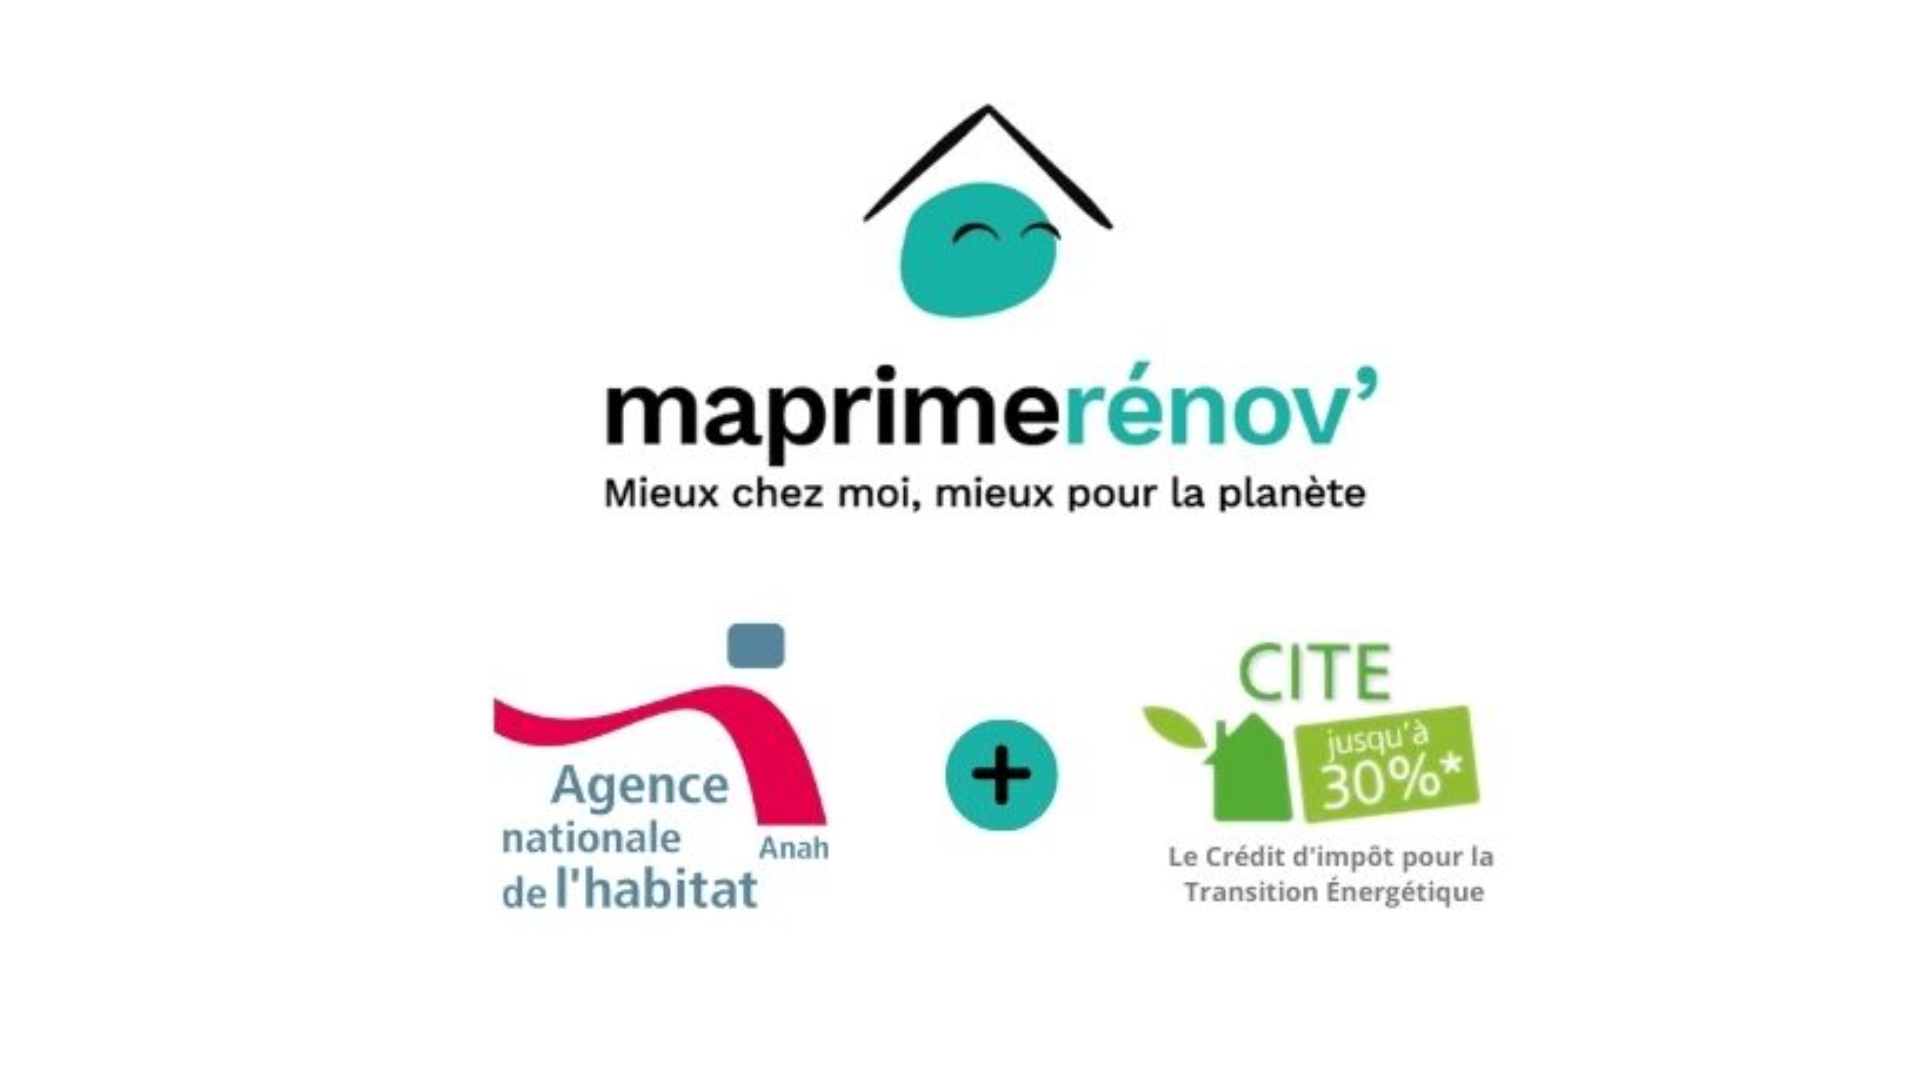 maprimerénov’
Mieux chez moi, mieux pour la planète
Agence
nationale
de l'habitat
Anah
+
CITE
jusqu'à
30%*
Le Crédit d'impôt pour la
Transition Énergétique